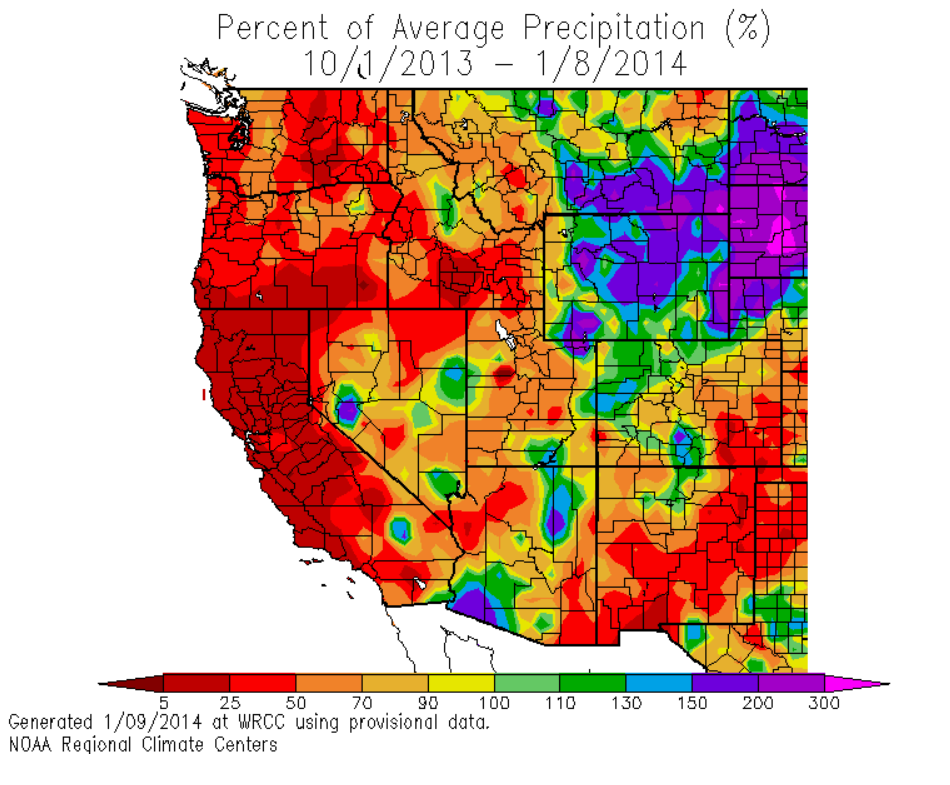 Percent of Average Precipitation (%)
10/1/2013 – 1/8/2014
5 25 50 70 90 100 110 130 150 200 300
Generated 1/09/2014 at WRCC using provisional data.
NOAA Regional Climate Centers